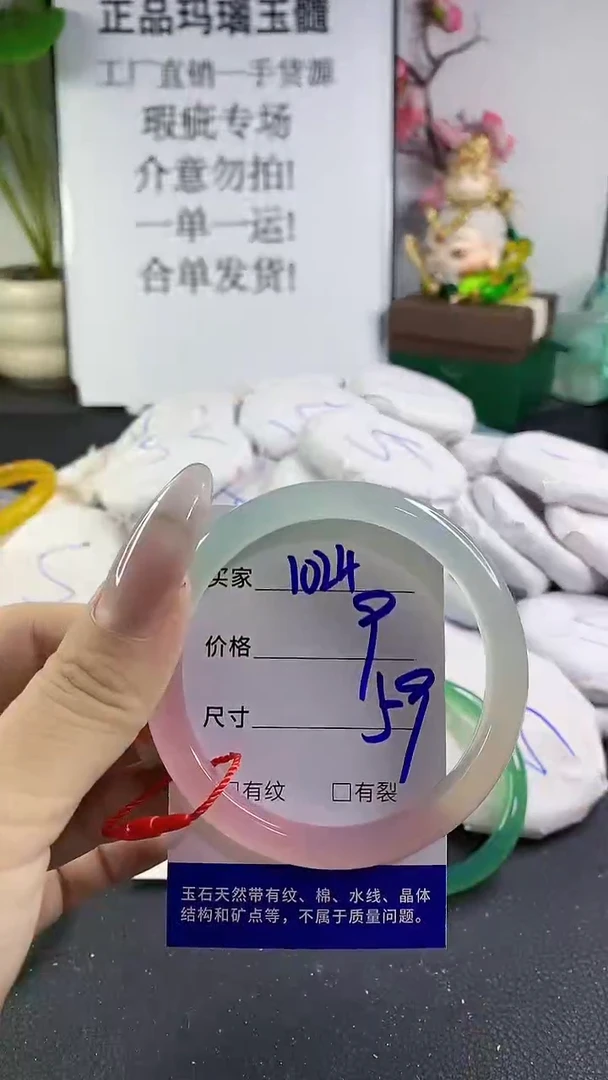 正品玛瑙玉髓
工厂直销一手货源
瑕疵专场
介意勿拍!
一单一运!
合单发货!
买家 1024
价格 9
尺寸 59
□有纹 □有裂
玉石天然带有纹、棉、水线、晶体
结构和矿点等，不属于质量问题。